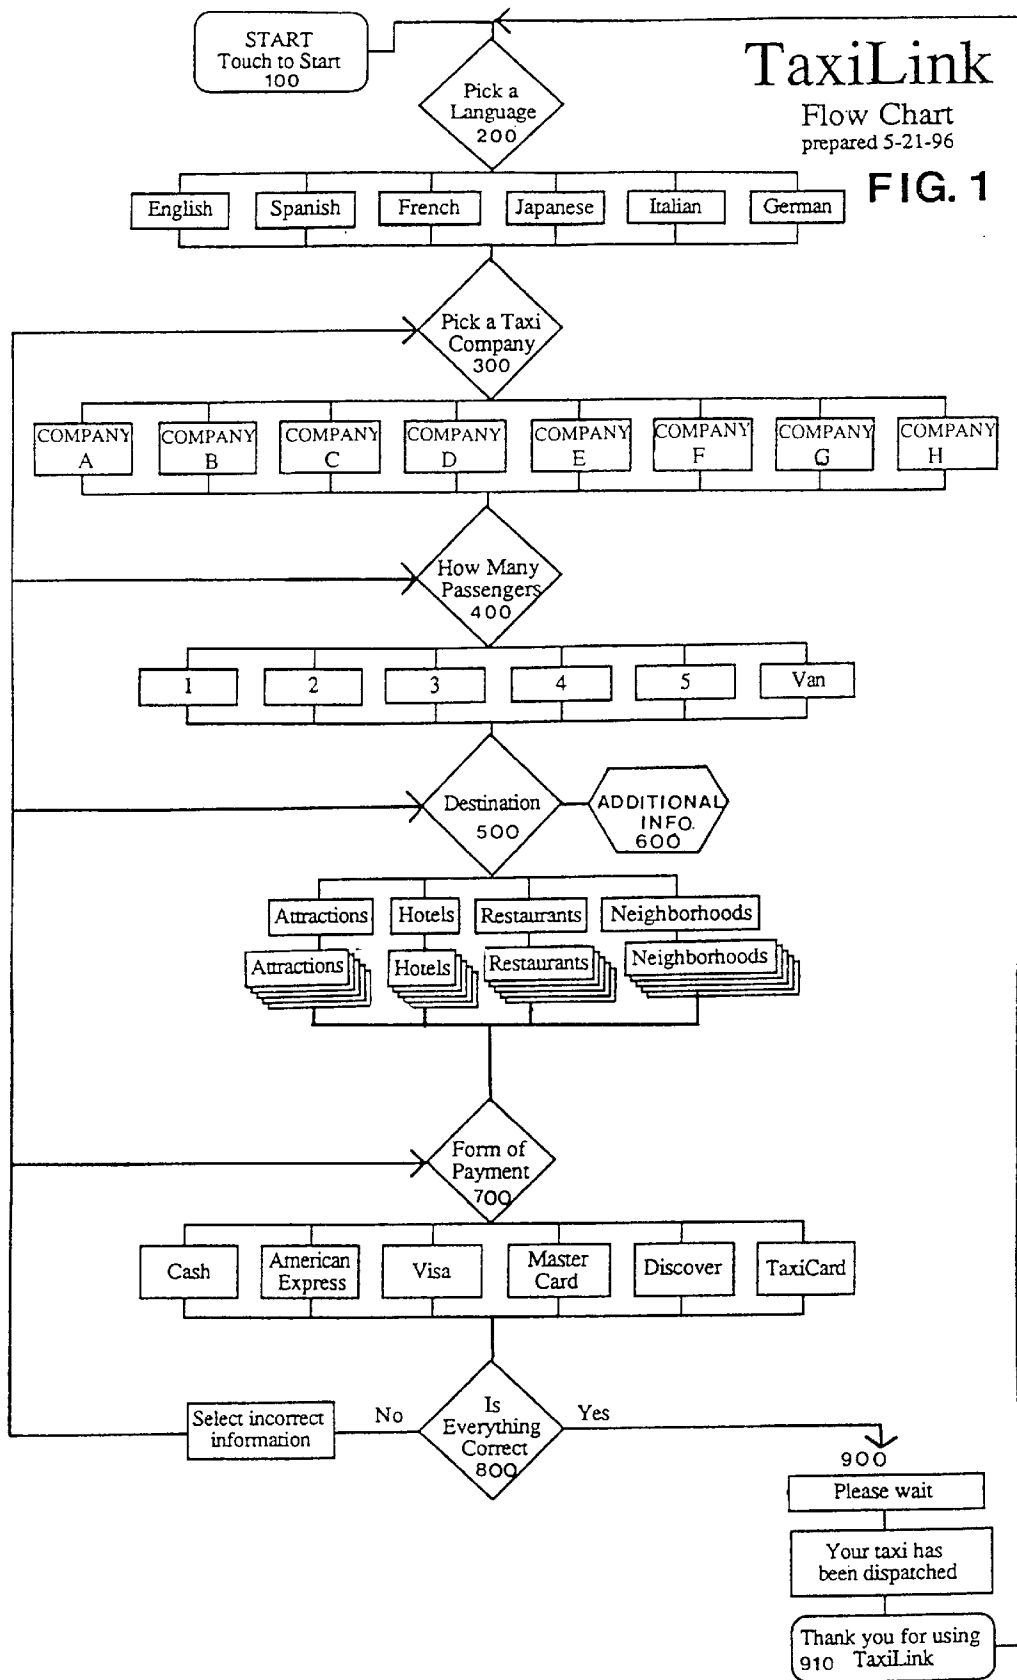 START
Touch to Start
100
TaxiLink
Flow Chart
prepared 5-21-96
FIG. 1
Pick a
Language
200
English
Spanish
French
Japanese
Italian
German
Pick a Taxi
Company
300
COMPANY
A
COMPANY
B
COMPANY
C
COMPANY
D
COMPANY
E
COMPANY
F
COMPANY
G
COMPANY
H
How Many
Passengers
400
1
2
3
4
5
Van
Destination
500
ADDITIONAL
INFO.
600
Attractions
Hotels
Restaurants
Neighborhoods
Attractions
Hotels
Restaurants
Neighborhoods
Form of
Payment
700
Cash
American
Express
Visa
Master
Card
Discover
TaxiCard
Is
Everything
Correct
800
No
Yes
Select incorrect
information
900
Please wait
Your taxi has
been dispatched
Thank you for using
910 TaxiLink